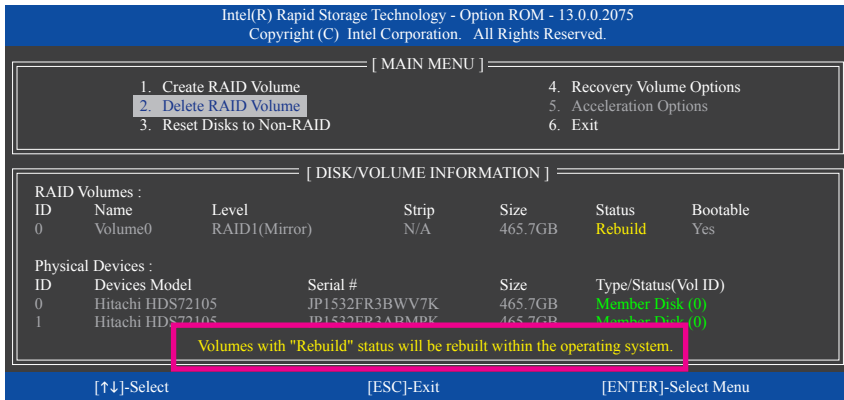 Intel(R) Rapid Storage Technology - Option ROM - 13.0.0.2075
Copyright (C) Intel Corporation. All Rights Reserved.
[ MAIN MENU ]
1. Create RAID Volume
2. Delete RAID Volume
3. Reset Disks to Non-RAID
4. Recovery Volume Options
5. Acceleration Options
6. Exit
[ DISK/VOLUME INFORMATION ]
RAID Volumes :
ID Name Level Strip Size Status Bootable
0 Volume0 RAID1(Mirror) N/A 465.7GB Rebuild Yes
Physical Devices :
ID Devices Model Serial # Size Type/Status(Vol ID)
0 Hitachi HDS72105 JP1532FR3BWV7K 465.7GB Member Disk (0)
1 Hitachi HDS72105 JP1532FR3ABMPK 465.7GB Member Disk (0)
Volumes with "Rebuild" status will be rebuilt within the operating system.
[↑↓]-Select [ESC]-Exit [ENTER]-Select Menu